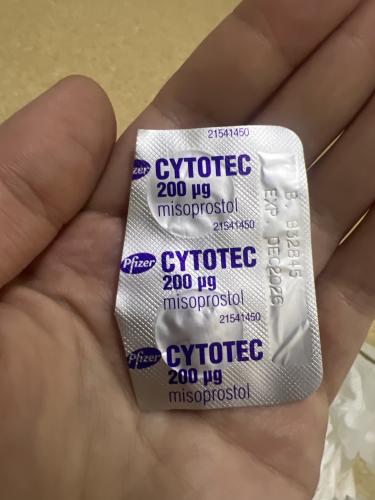 21541450
Pfizer CYTOTEC
200 µg
misoprostol
21541450
Pfizer CYTOTEC
200 µg
misoprostol
21541450
Pfizer CYTOTEC
200 µg
misoprostol
EXP DEC2026